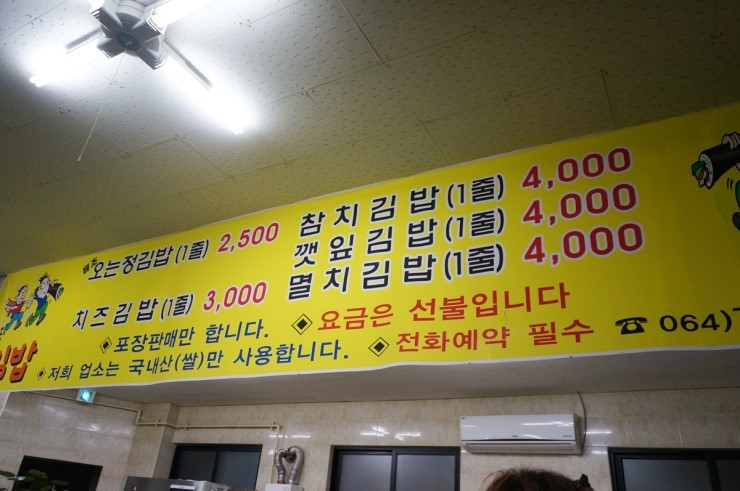 오는정김밥(1줄) 2,500
치즈김밥(1줄) 3,000
참치김밥(1줄) 4,000
깻잎김밥(1줄) 4,000
멸치김밥(1줄) 4,000
◈ 포장판매만 합니다. ◈ 요금은 선불입니다
◈ 저희 업소는 국내산(쌀)만 사용합니다. ◈ 전화예약 필수 ☎ 064)7
김밥